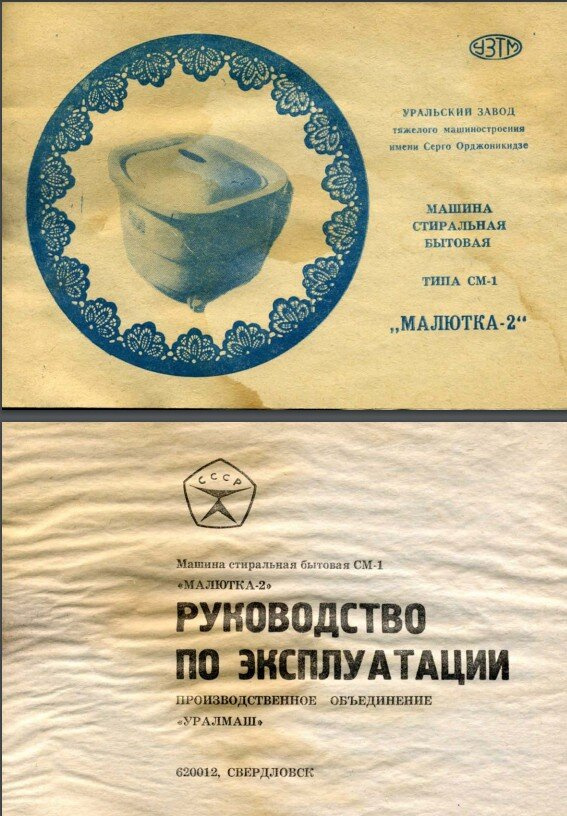 УЗТМ
УРАЛЬСКИЙ ЗАВОД
тяжелого машиностроения
имени Серго Орджоникидзе
МАШИНА
СТИРАЛЬНАЯ
БЫТОВАЯ
ТИПА СМ-1
„МАЛЮТКА-2“
СССР
Машина стиральная бытовая СМ-1
«МАЛЮТКА-2»
РУКОВОДСТВО
ПО ЭКСПЛУАТАЦИИ
ПРОИЗВОДСТВЕННОЕ ОБЪЕДИНЕНИЕ
«УРАЛМАШ»
620012, СВЕРДЛОВСК